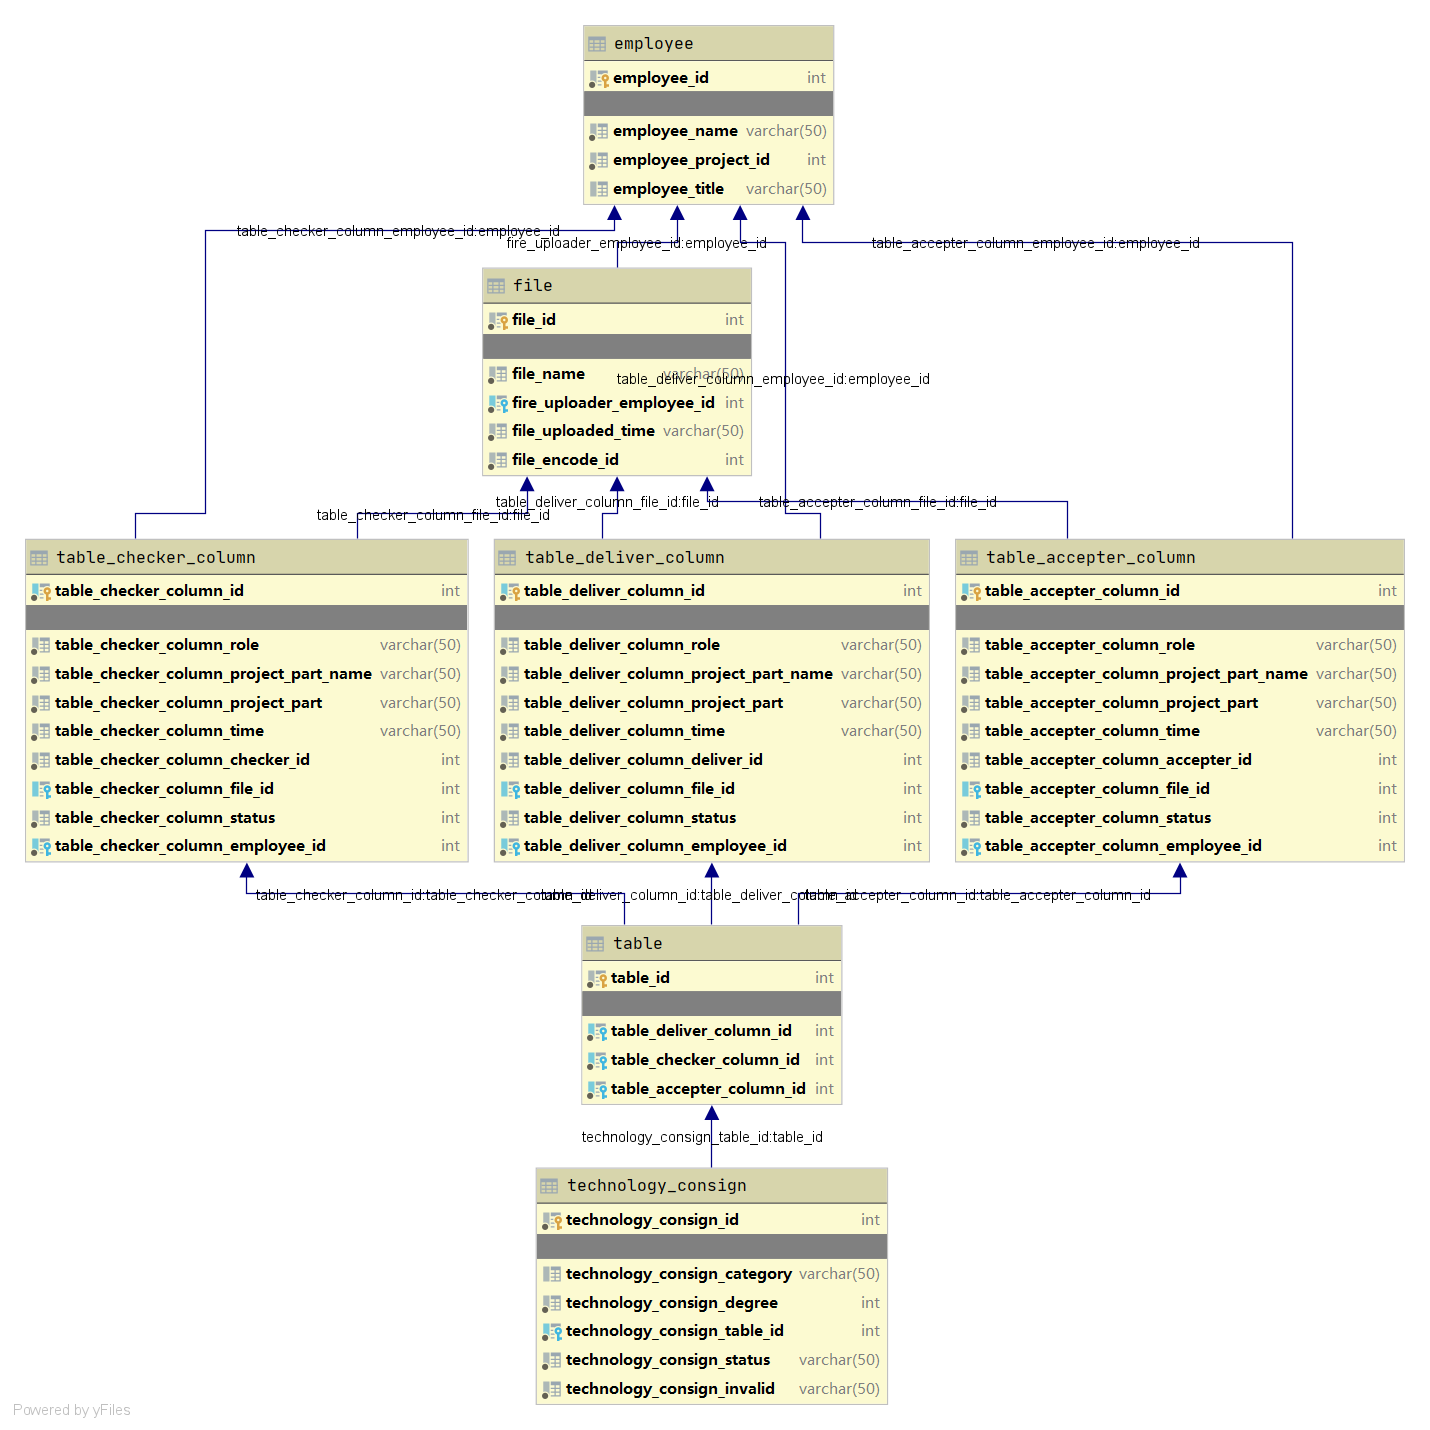 employee
employee_id int
employee_name varchar(50)
employee_project_id int
employee_title varchar(50)
table_checker_column_employee_id:employee_id
fire_uploader_employee_id:employee_id
table_accepter_column_employee_id:employee_id
file
file_id int
file_name varchar(50)
table_deliver_column_employee_id:employee_id
fire_uploader_employee_id int
file_uploaded_time varchar(50)
file_encode_id int
table_deliver_column_file_id:file_id
table_accepter_column_file_id:file_id
table_checker_column_file_id:file_id
table_checker_column
table_checker_column_id int
table_checker_column_role varchar(50)
table_checker_column_project_part_name varchar(50)
table_checker_column_project_part varchar(50)
table_checker_column_time varchar(50)
table_checker_column_checker_id int
table_checker_column_file_id int
table_checker_column_status int
table_checker_column_employee_id int
table_deliver_column
table_deliver_column_id int
table_deliver_column_role varchar(50)
table_deliver_column_project_part_name varchar(50)
table_deliver_column_project_part varchar(50)
table_deliver_column_time varchar(50)
table_deliver_column_deliver_id int
table_deliver_column_file_id int
table_deliver_column_status int
table_deliver_column_employee_id int
table_accepter_column
table_accepter_column_id int
table_accepter_column_role varchar(50)
table_accepter_column_project_part_name varchar(50)
table_accepter_column_project_part varchar(50)
table_accepter_column_time varchar(50)
table_accepter_column_accepter_id int
table_accepter_column_file_id int
table_accepter_column_status int
table_accepter_column_employee_id int
table_checker_column_id:table_checker_column_id
table_deliver_column_id:table_deliver_column_id
table_accepter_column_id:table_accepter_column_id
table
table_id int
table_deliver_column_id int
table_checker_column_id int
table_accepter_column_id int
technology_consign_table_id:table_id
technology_consign
technology_consign_id int
technology_consign_category varchar(50)
technology_consign_degree int
technology_consign_table_id int
technology_consign_status varchar(50)
technology_consign_invalid varchar(50)
Powered by yFiles